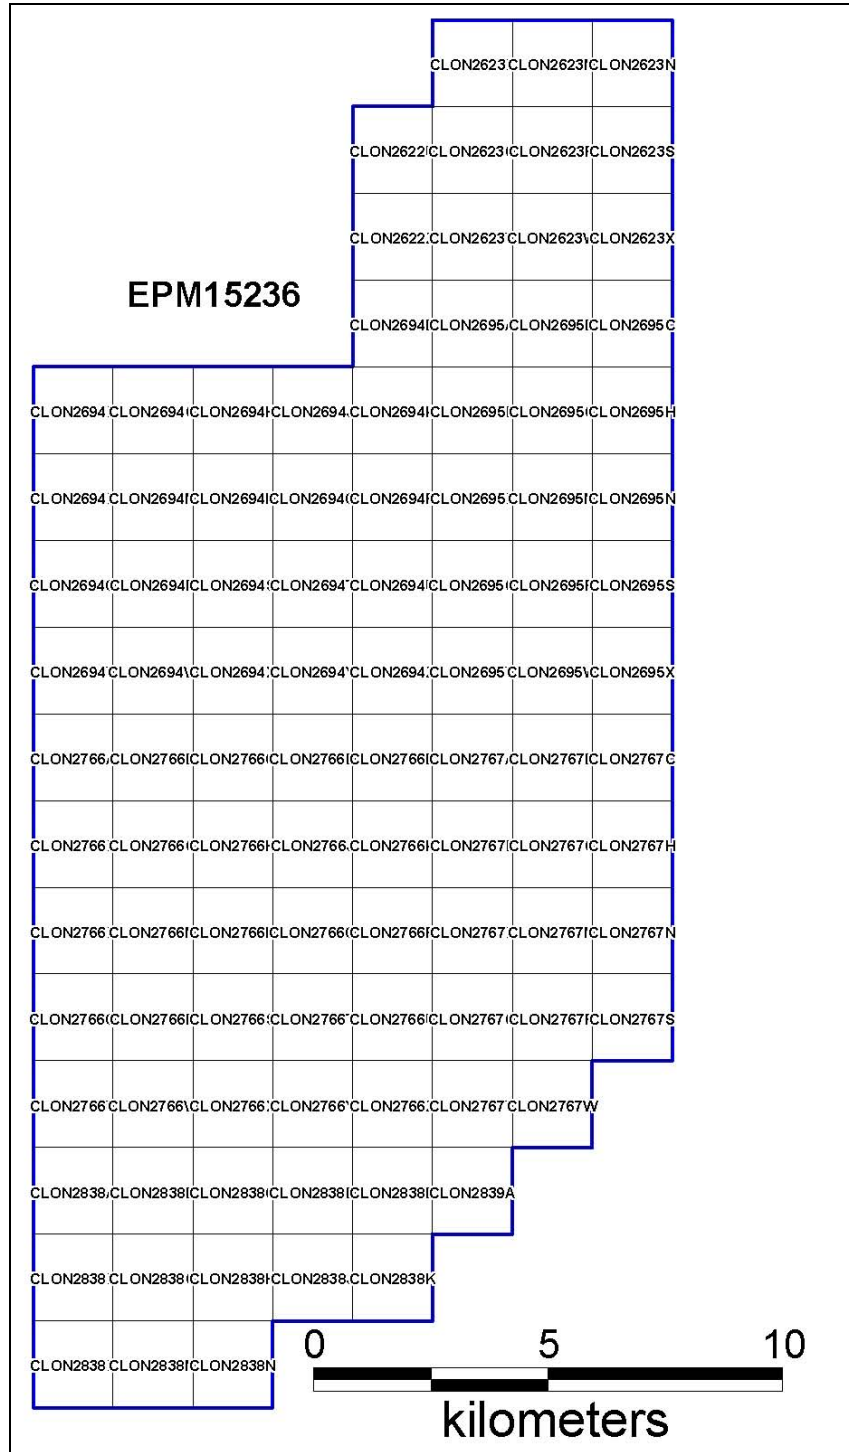 CLON2623 CLON2623 CLON2623N
CLON2622 CLON2623 CLON2623 CLON2623S
CLON2622 CLON2623 CLON2623 CLON2623X
EPM15236
CLON2694 CLON2695 CLON2695 CLON2695C
CLON2694 CLON2694 CLON2694 CLON2694 CLON2694 CLON2695 CLON2695 CLON2695H
CLON2694 CLON2694 CLON2694 CLON2694 CLON2694 CLON2695 CLON2695 CLON2695N
CLON2694 CLON2694 CLON2694 CLON2694 CLON2694 CLON2695 CLON2695 CLON2695S
CLON2694 CLON2694 CLON2694 CLON2694 CLON2694 CLON2695 CLON2695 CLON2695X
CLON2766 CLON2766 CLON2766 CLON2766 CLON2766 CLON2767 CLON2767 CLON2767C
CLON2766 CLON2766 CLON2766 CLON2766 CLON2766 CLON2767 CLON2767 CLON2767H
CLON2766 CLON2766 CLON2766 CLON2766 CLON2766 CLON2767 CLON2767 CLON2767N
CLON2766 CLON2766 CLON2766 CLON2766 CLON2766 CLON2767 CLON2767 CLON2767S
CLON2766 CLON2766 CLON2766 CLON2766 CLON2766 CLON2767 CLON2767W
CLON2838 CLON2838 CLON2838 CLON2838 CLON2838 CLON2839A
CLON2838 CLON2838 CLON2838 CLON2838 CLON2838K
CLON2838 CLON2838 CLON2838N
0 5 10
kilometers